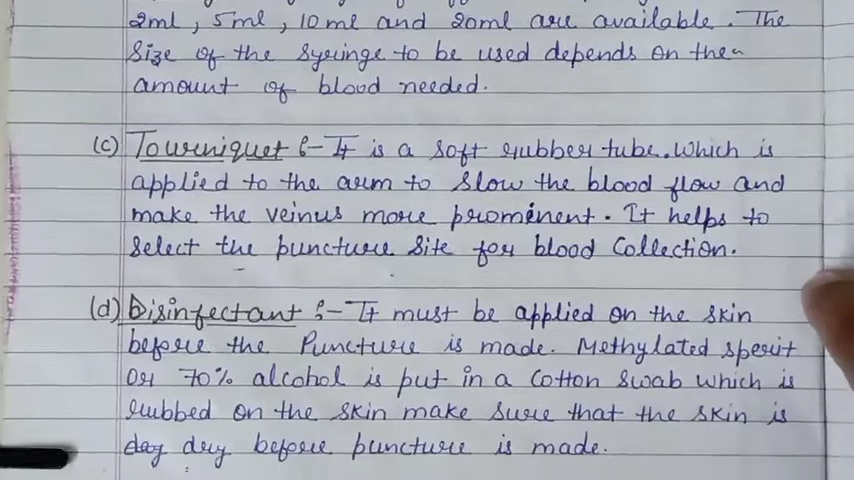 2ml, 5ml, 10ml and 20ml are available. The
Size of the Syringe to be used depends on the
amount of blood needed.
(c) Tourniquet :- It is a soft rubber tube. which is
applied to the arm to slow the blood flow and
make the veinus more prominent. It helps to
Select the puncture Site for blood Collection.
(d) Disinfectant :- It must be applied on the skin
before the Puncture is made. Methylated sperit
or 70% alcohol is put in a Cotton Swab which is
rubbed on the skin make sure that the skin is
day dry before puncture is made.